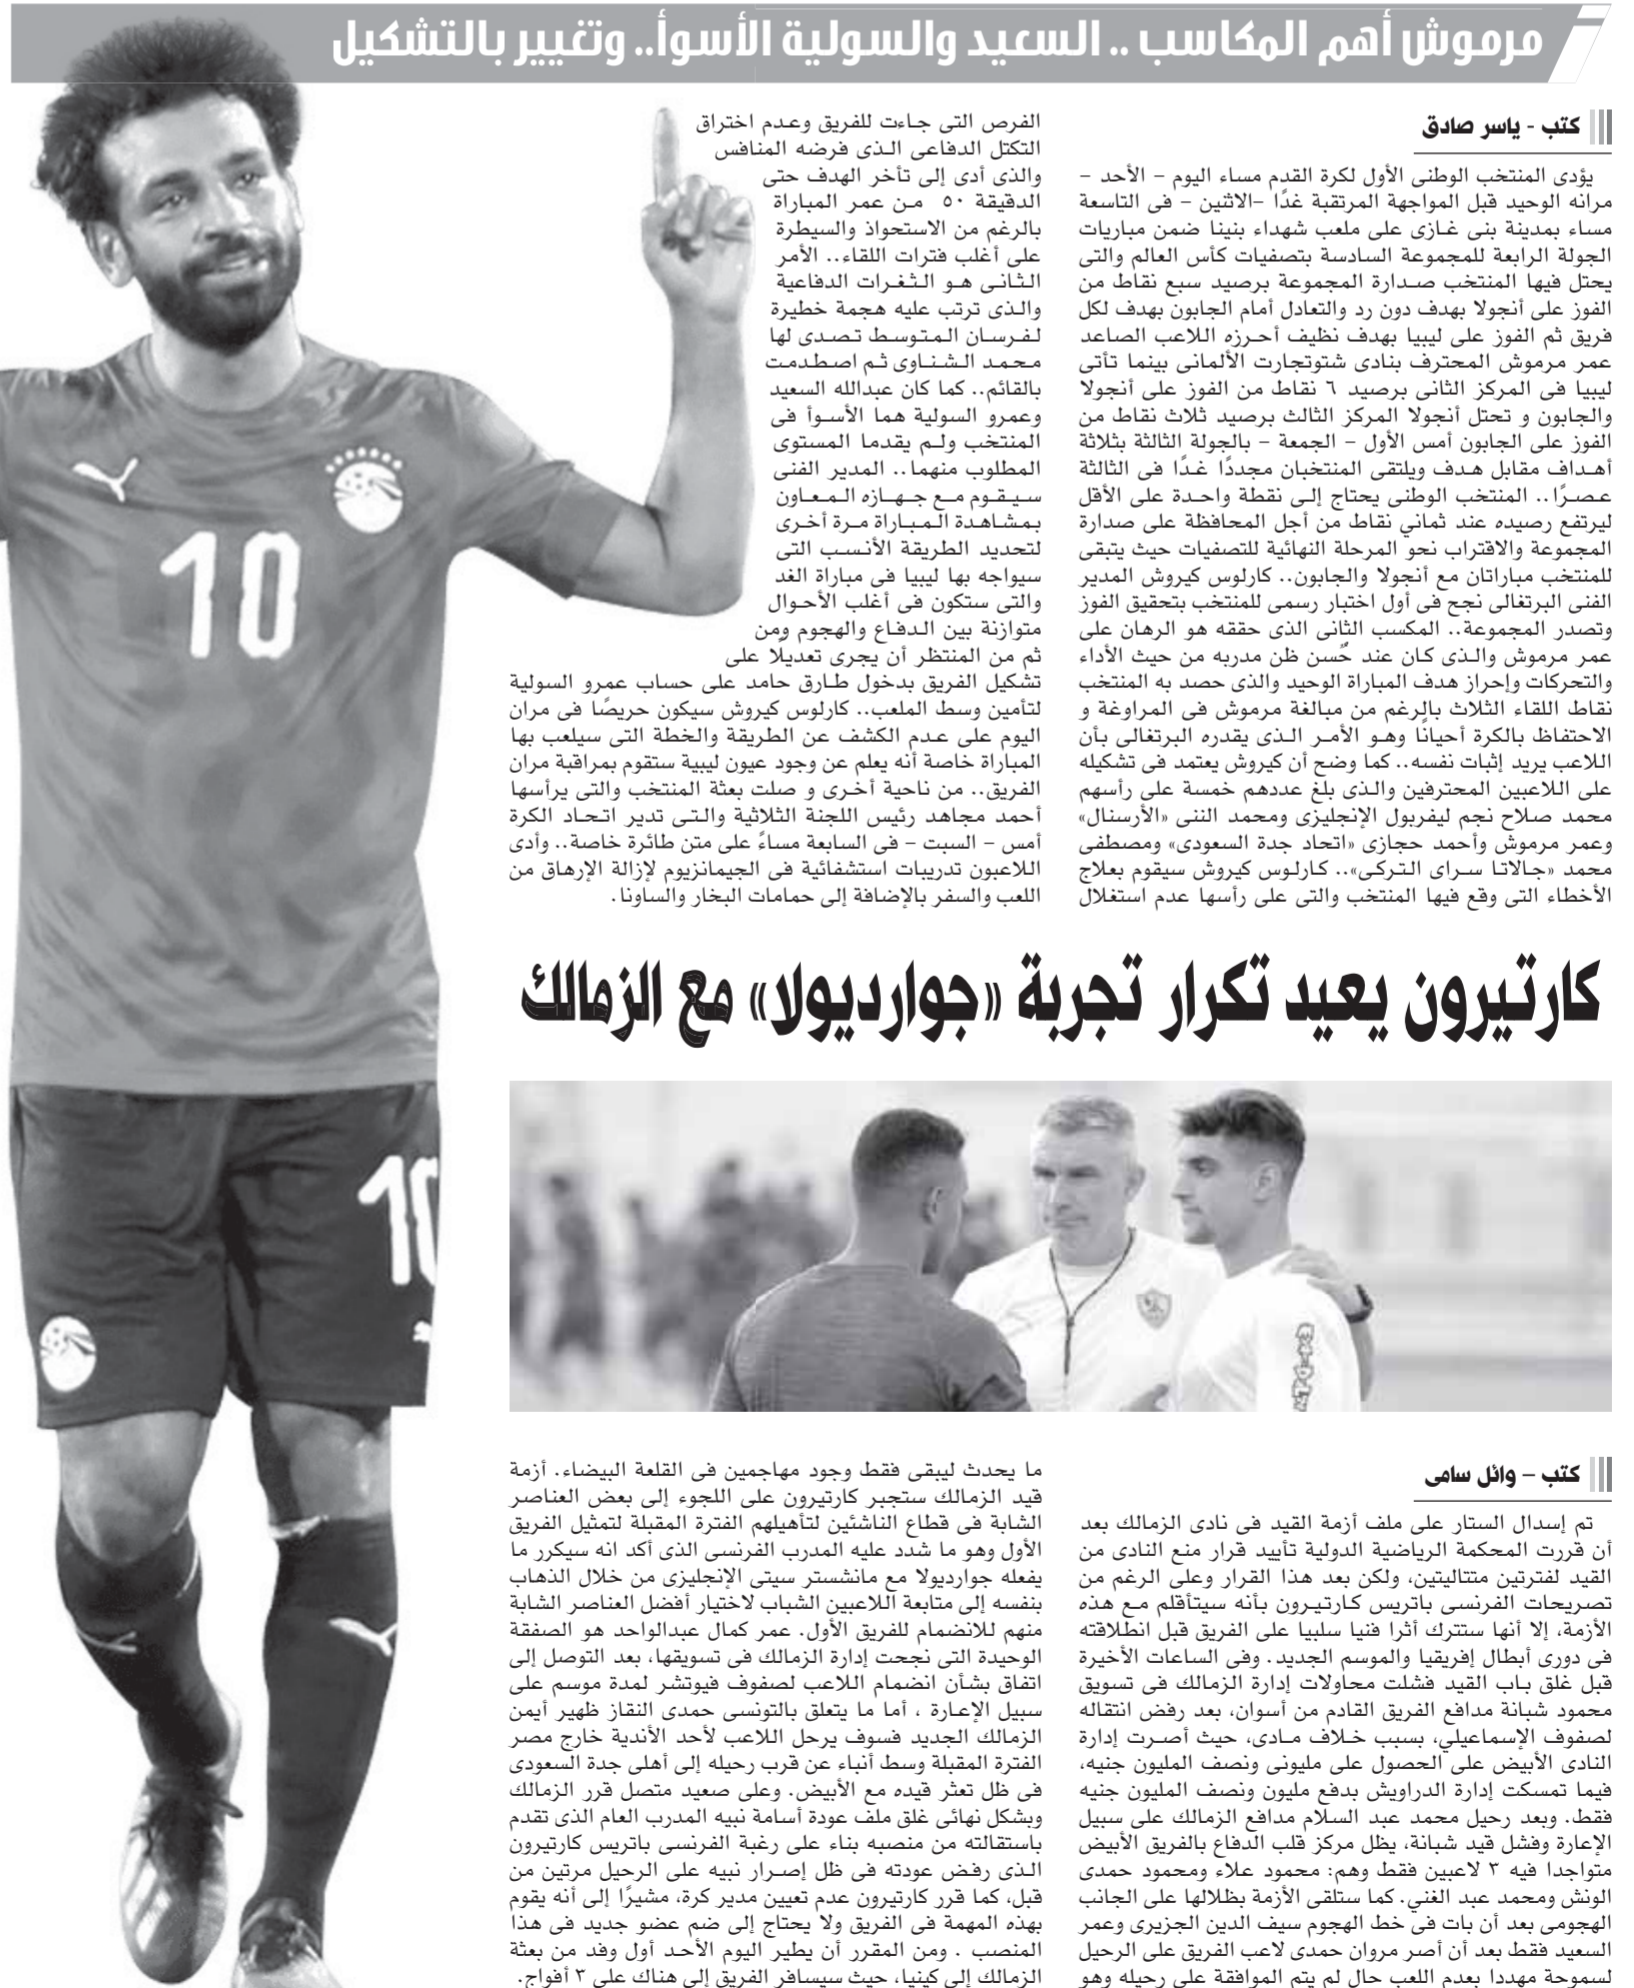 مرموش أهم المكاسب .. السعيد والسولية الأسوأ.. وتغيير بالتشكيل
كتب - ياسر صادق
يؤدى المنتخب الوطنى الأول لكرة القدم مساء اليوم – الأحد –
مرانه الوحيد قبل المواجهة المرتقبة غدًا –الاثنين – فى التاسعة
مساء بمدينة بنى غازى على ملعب شهداء بنينا ضمن مباريات
الجولة الرابعة للمجموعة السادسة بتصفيات كأس العالم والتى
يحتل فيها المنتخب صدارة المجموعة برصيد سبع نقاط من
الفوز على أنجولا بهدف دون رد والتعادل أمام الجابون بهدف لكل
فريق ثم الفوز على ليبيا بهدف نظيف أحرزه اللاعب الصاعد
عمر مرموش المحترف بنادى شتوتجارت الألمانى بينما تأتى
ليبيا فى المركز الثانى برصيد ٦ نقاط من الفوز على أنجولا
والجابون و تحتل أنجولا المركز الثالث برصيد ثلاث نقاط من
الفوز على الجابون أمس الأول – الجمعة – بالجولة الثالثة بثلاثة
أهداف مقابل هدف ويلتقى المنتخبان مجددًا غدًا فى الثالثة
عصرًا.. المنتخب الوطنى يحتاج إلى نقطة واحدة على الأقل
ليرتفع رصيده عند ثماني نقاط من أجل المحافظة على صدارة
المجموعة والاقتراب نحو المرحلة النهائية للتصفيات حيث يتبقى
للمنتخب مباراتان مع أنجولا والجابون.. كارلوس كيروش المدير
الفنى البرتغالى نجح فى أول اختبار رسمى للمنتخب بتحقيق الفوز
وتصدر المجموعة.. المكسب الثانى الذى حققه هو الرهان على
عمر مرموش والذى كان عند حُسن ظن مدربه من حيث الأداء
والتحركات وإحراز هدف المباراة الوحيد والذى حصد به المنتخب
نقاط اللقاء الثلاث بالرغم من مبالغة مرموش فى المراوغة و
الاحتفاظ بالكرة أحيانًا وهو الأمر الذى يقدره البرتغالى بأن
اللاعب يريد إثبات نفسه.. كما وضح أن كيروش يعتمد فى تشكيله
على اللاعبين المحترفين والذى بلغ عددهم خمسة على رأسهم
محمد صلاح نجم ليفربول الإنجليزى ومحمد الننى «الأرسنال»
وعمر مرموش وأحمد حجازى «اتحاد جدة السعودى» ومصطفى
محمد «جالاتا سراى التركى».. كارلوس كيروش سيقوم بعلاج
الأخطاء التى وقع فيها المنتخب والتى على رأسها عدم استغلال
الفرص التى جاءت للفريق وعدم اختراق
التكتل الدفاعى الذى فرضه المنافس
والذى أدى إلى تأخر الهدف حتى
الدقيقة ٥٠ من عمر المباراة
بالرغم من الاستحواذ والسيطرة
على أغلب فترات اللقاء.. الأمر
الثانى هو الثغرات الدفاعية
والذى ترتب عليه هجمة خطيرة
لفرسان المتوسط تصدى لها
محمد الشناوى ثم اصطدمت
بالقائم.. كما كان عبدالله السعيد
وعمرو السولية هما الأسوأ فى
المنتخب ولم يقدما المستوى
المطلوب منهما.. المدير الفنى
سيقوم مع جهازه المعاون
بمشاهدة المباراة مرة أخرى
لتحديد الطريقة الأنسب التى
سيواجه بها ليبيا فى مباراة الغد
والتى ستكون فى أغلب الأحوال
متوازنة بين الدفاع والهجوم ومن
ثم من المنتظر أن يجرى تعديلًا على
تشكيل الفريق بدخول طارق حامد على حساب عمرو السولية
لتأمين وسط الملعب.. كارلوس كيروش سيكون حريصًا فى مران
اليوم على عدم الكشف عن الطريقة والخطة التى سيلعب بها
المباراة خاصة أنه يعلم عن وجود عيون ليبية ستقوم بمراقبة مران
الفريق.. من ناحية أخرى و صلت بعثة المنتخب والتى يرأسها
أحمد مجاهد رئيس اللجنة الثلاثية والتى تدير اتحاد الكرة
أمس – السبت – فى السابعة مساءً على متن طائرة خاصة.. وأدى
اللاعبون تدريبات استشفائية فى الجيمانزيوم لإزالة الإرهاق من
اللعب والسفر بالإضافة إلى حمامات البخار والساونا.
10
10
كارتيرون يعيد تكرار تجربة «جوارديولا» مع الزمالك
كتب – وائل سامى
تم إسدال الستار على ملف أزمة القيد فى نادى الزمالك بعد
أن قررت المحكمة الرياضية الدولية تأييد قرار منع النادى من
القيد لفترتين متتاليتين، ولكن بعد هذا القرار وعلى الرغم من
تصريحات الفرنسى باتريس كارتيرون بأنه سيتأقلم مع هذه
الأزمة، إلا أنها ستترك أثرا فنيا سلبيا على الفريق قبل انطلاقته
فى دورى أبطال إفريقيا والموسم الجديد. وفى الساعات الأخيرة
قبل غلق باب القيد فشلت محاولات إدارة الزمالك فى تسويق
محمود شبانة مدافع الفريق القادم من أسوان، بعد رفض انتقاله
لصفوف الإسماعيلي، بسبب خلاف مادى، حيث أصرت إدارة
النادى الأبيض على الحصول على مليونى ونصف المليون جنيه،
فيما تمسكت إدارة الدراويش بدفع مليون ونصف المليون جنيه
فقط. وبعد رحيل محمد عبد السلام مدافع الزمالك على سبيل
الإعارة وفشل قيد شبانة، يظل مركز قلب الدفاع بالفريق الأبيض
متواجدا فيه ٣ لاعبين فقط وهم: محمود علاء ومحمود حمدى
الونش ومحمد عبد الغني. كما ستلقى الأزمة بظلالها على الجانب
الهجومى بعد أن بات فى خط الهجوم سيف الدين الجزيرى وعمر
السعيد فقط بعد أن أصر مروان حمدى لاعب الفريق على الرحيل
لسموحة مهددا بعدم اللعب حال لم يتم الموافقة على رحيله وهو
ما يحدث ليبقى فقط وجود مهاجمين فى القلعة البيضاء. أزمة
قيد الزمالك ستجبر كارتيرون على اللجوء إلى بعض العناصر
الشابة فى قطاع الناشئين لتأهيلهم الفترة المقبلة لتمثيل الفريق
الأول وهو ما شدد عليه المدرب الفرنسى الذى أكد انه سيكرر ما
يفعله جوارديولا مع مانشستر سيتى الإنجليزى من خلال الذهاب
بنفسه إلى متابعة اللاعبين الشباب لاختيار أفضل العناصر الشابة
منهم للانضمام للفريق الأول. عمر كمال عبدالواحد هو الصفقة
الوحيدة التى نجحت إدارة الزمالك فى تسويقها، بعد التوصل إلى
اتفاق بشأن انضمام اللاعب لصفوف فيوتشر لمدة موسم على
سبيل الإعارة ، أما ما يتعلق بالتونسى حمدى النقاز ظهير أيمن
الزمالك الجديد فسوف يرحل اللاعب لأحد الأندية خارج مصر
الفترة المقبلة وسط أنباء عن قرب رحيله إلى أهلى جدة السعودى
فى ظل تعثر قيده مع الأبيض. وعلى صعيد متصل قرر الزمالك
وبشكل نهائى غلق ملف عودة أسامة نبيه المدرب العام الذى تقدم
باستقالته من منصبه بناء على رغبة الفرنسى باتريس كارتيرون
الذى رفض عودته فى ظل إصرار نبيه على الرحيل مرتين من
قبل، كما قرر كارتيرون عدم تعيين مدير كرة، مشيرًا إلى أنه يقوم
بهذه المهمة فى الفريق ولا يحتاج إلى ضم عضو جديد فى هذا
المنصب . ومن المقرر أن يطير اليوم الأحد أول وفد من بعثة
الزمالك إلى كينيا، حيث سيسافر الفريق إلى هناك على ٣ أفواج.